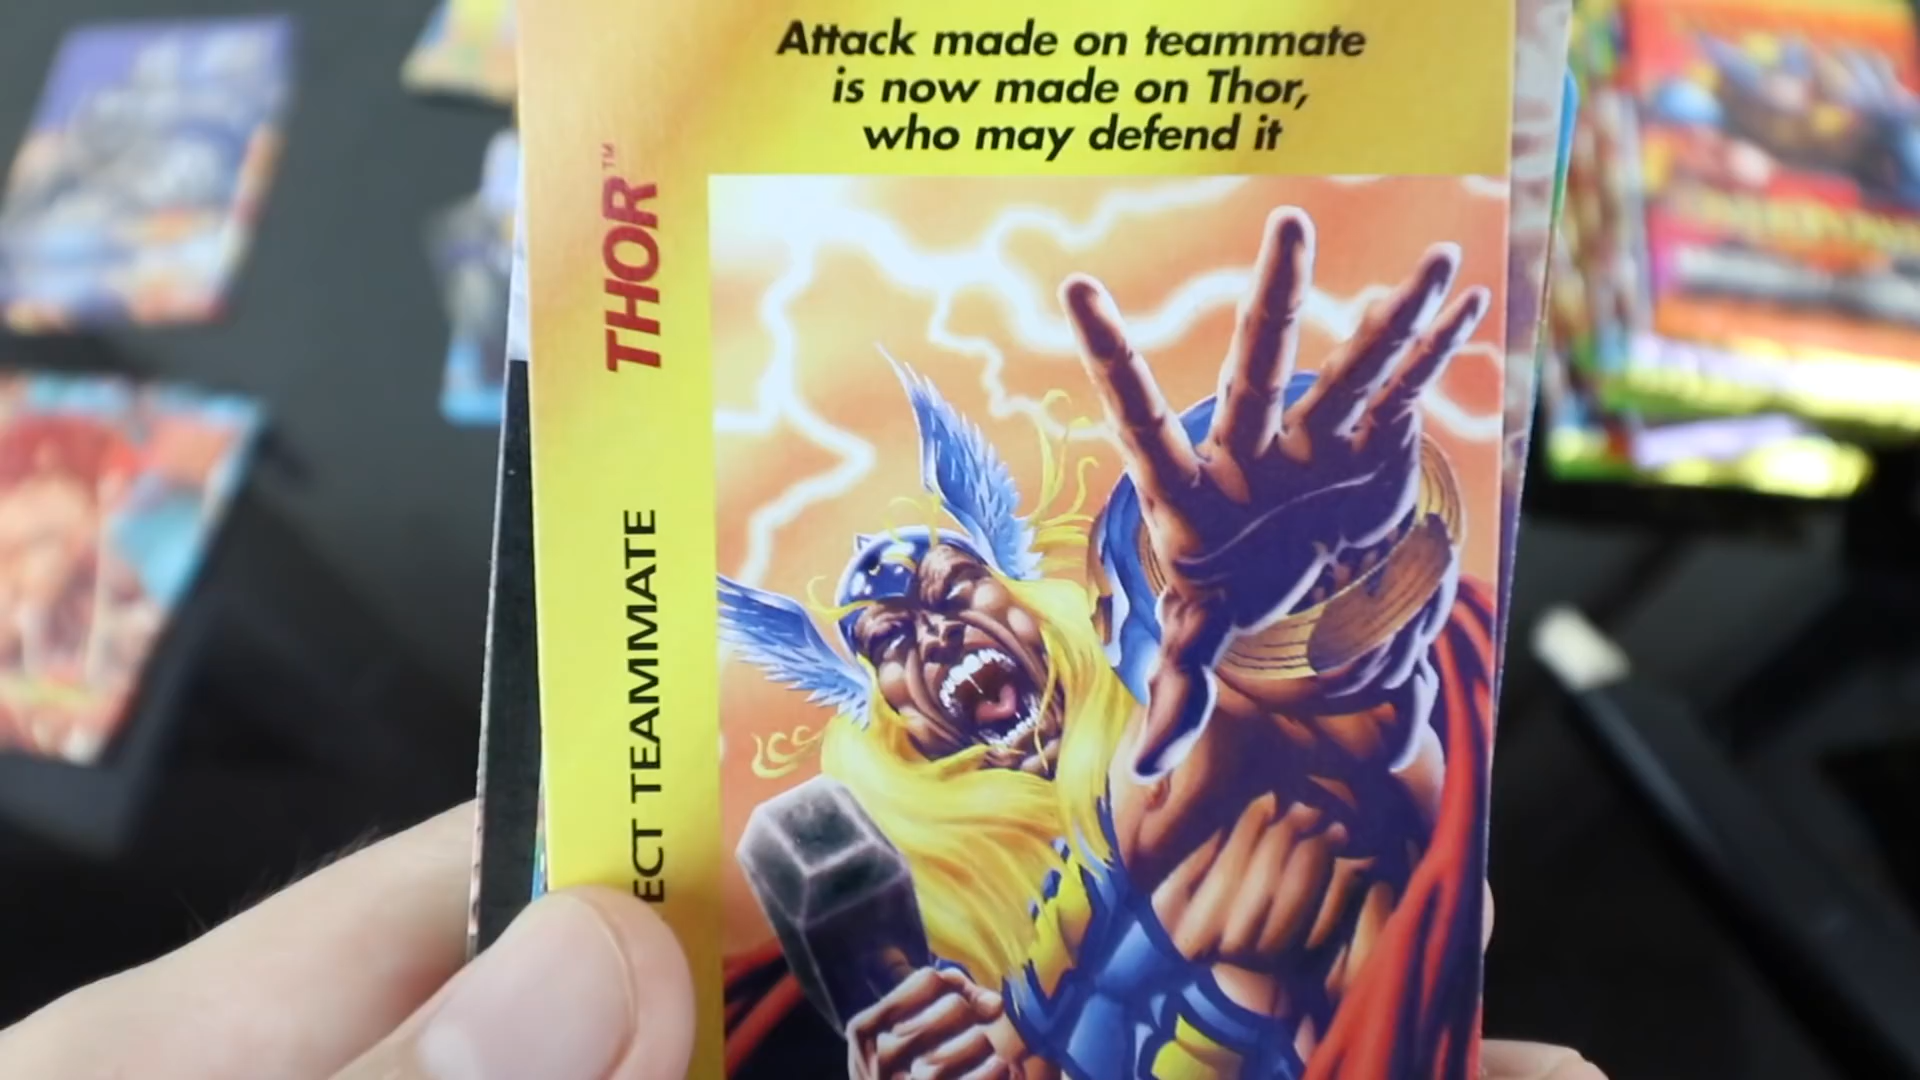 Attack made on teammate
is now made on Thor,
who may defend it
THOR™
ECT TEAMMATE